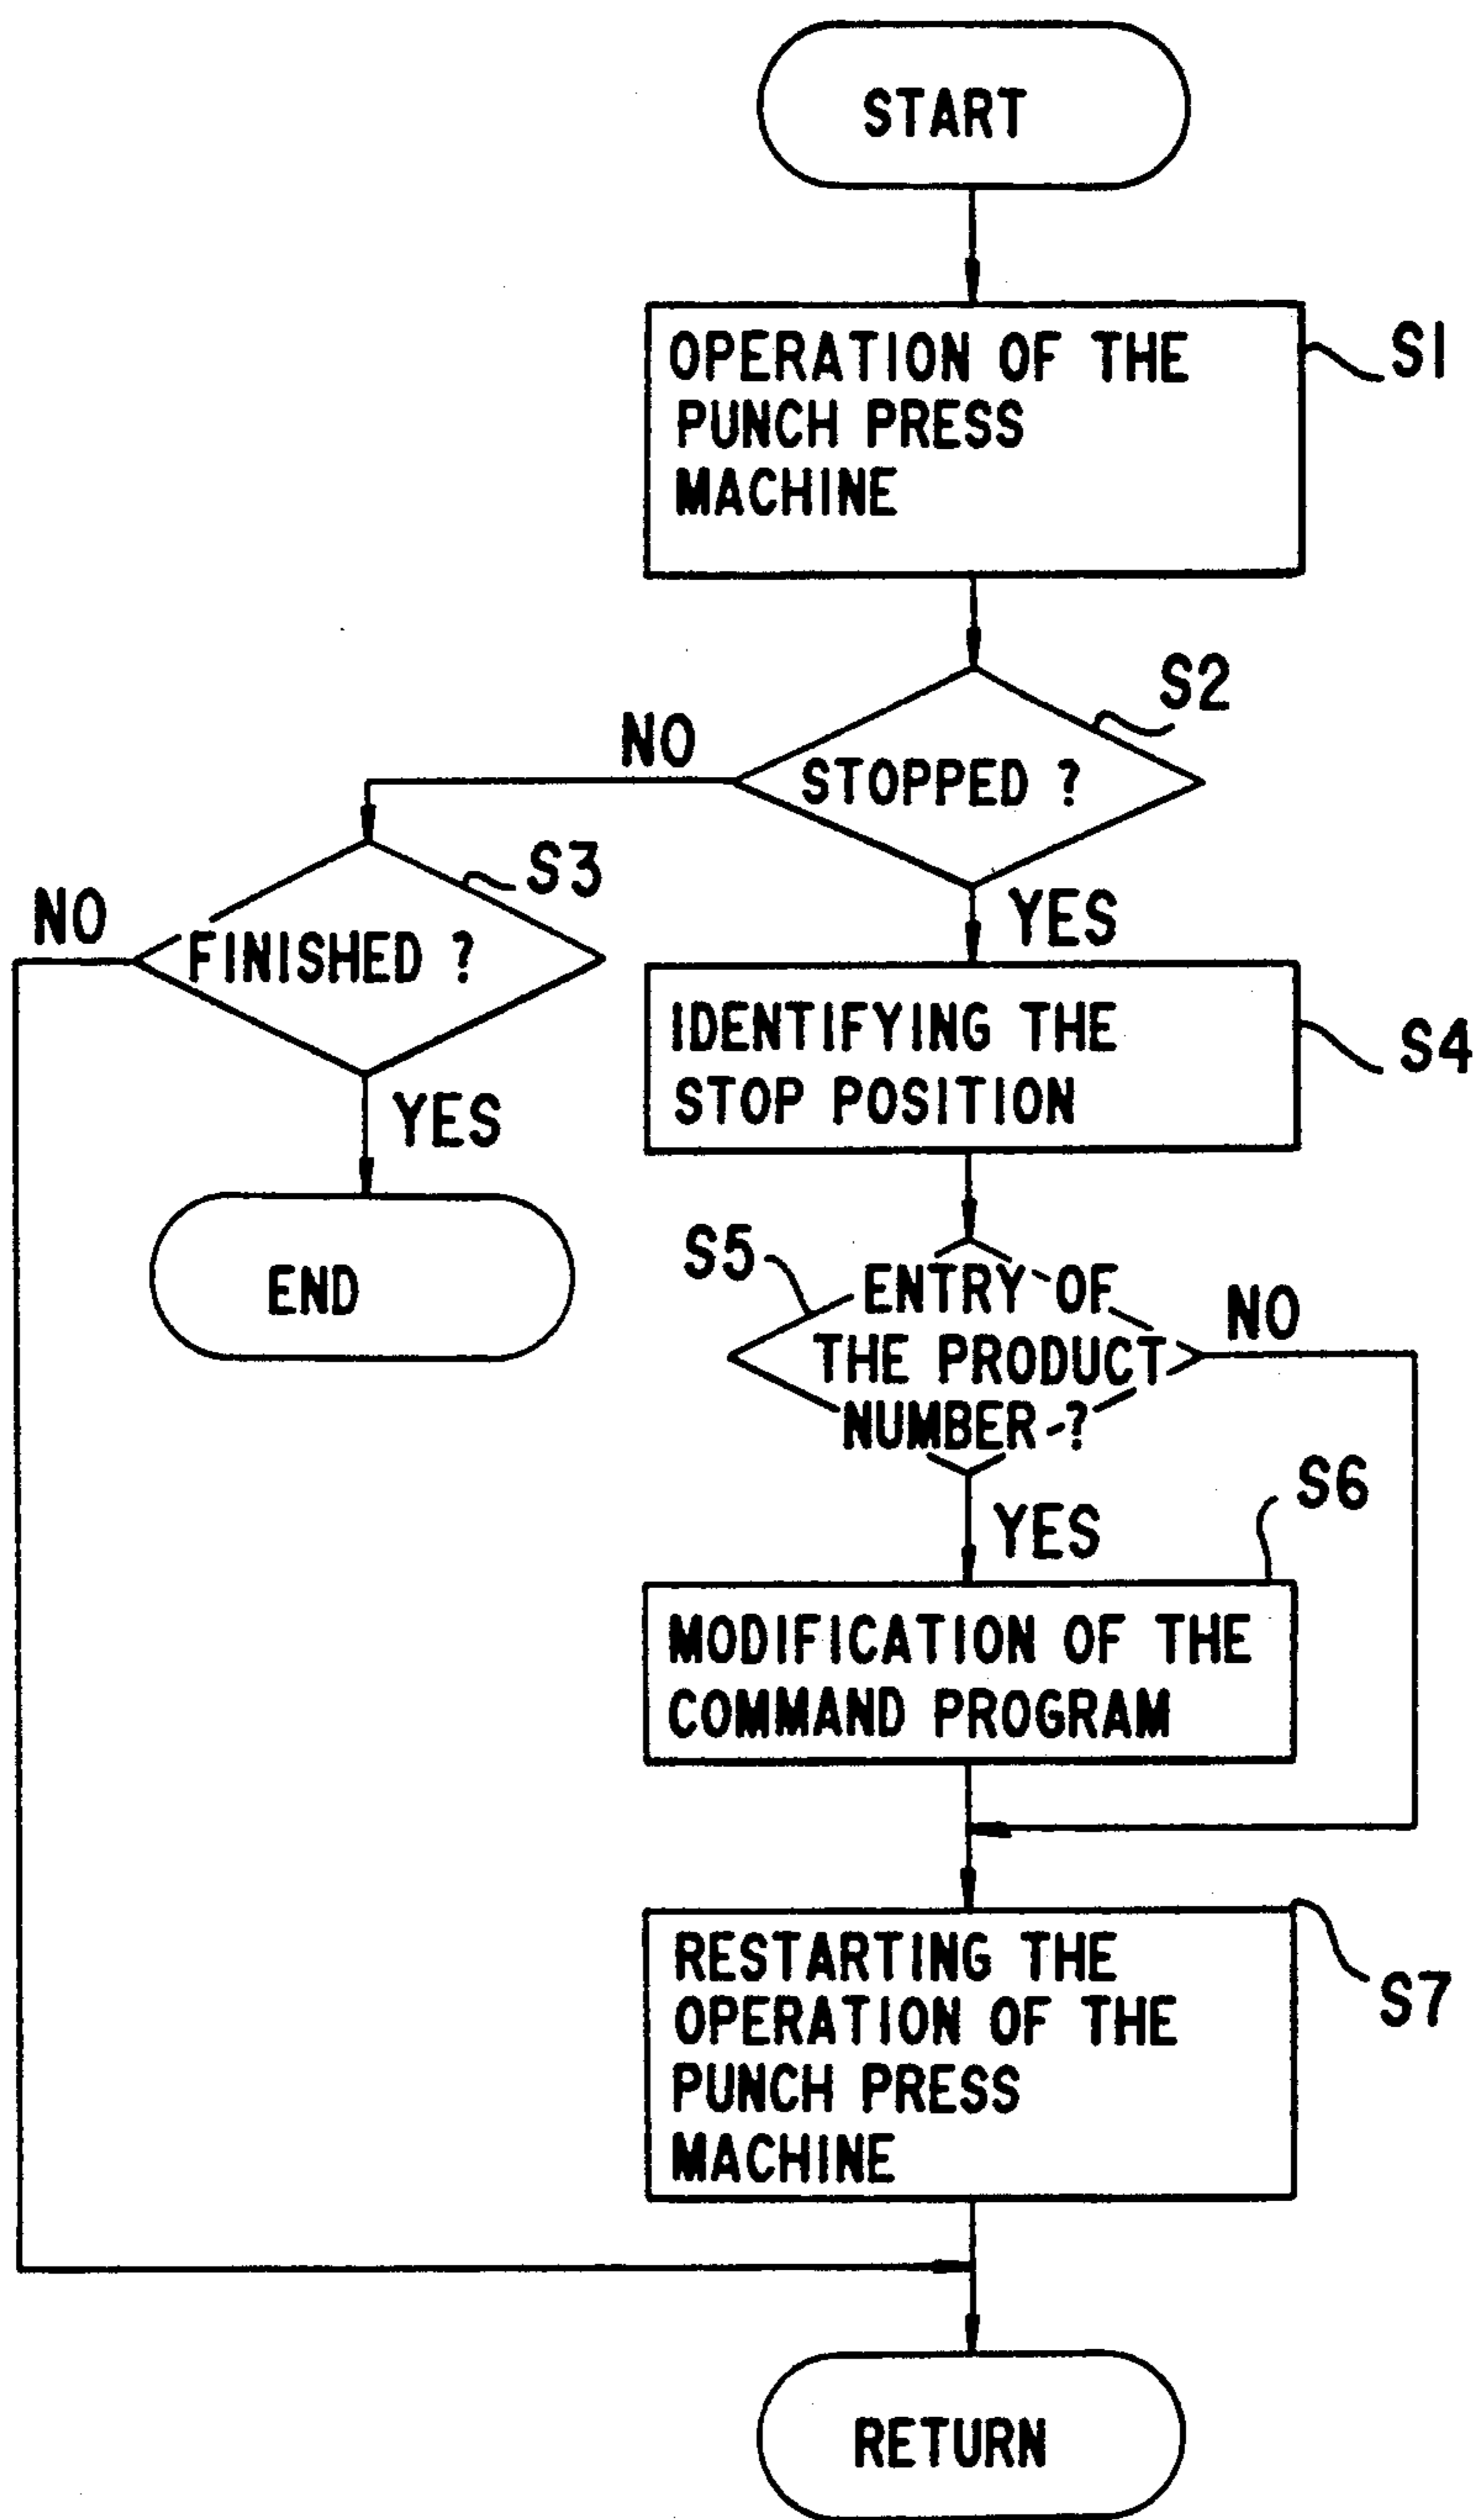 START
OPERATION OF THE
PUNCH PRESS
MACHINE
S1
S2
NO
STOPPED ?
S3
NO
YES
FINISHED ?
IDENTIFYING THE
STOP POSITION
S4
YES
END
S5
ENTRY OF
THE PRODUCT
NUMBER ?
NO
YES
S6
MODIFICATION OF THE
COMMAND PROGRAM
RESTARTING THE
OPERATION OF THE
PUNCH PRESS
MACHINE
S7
RETURN